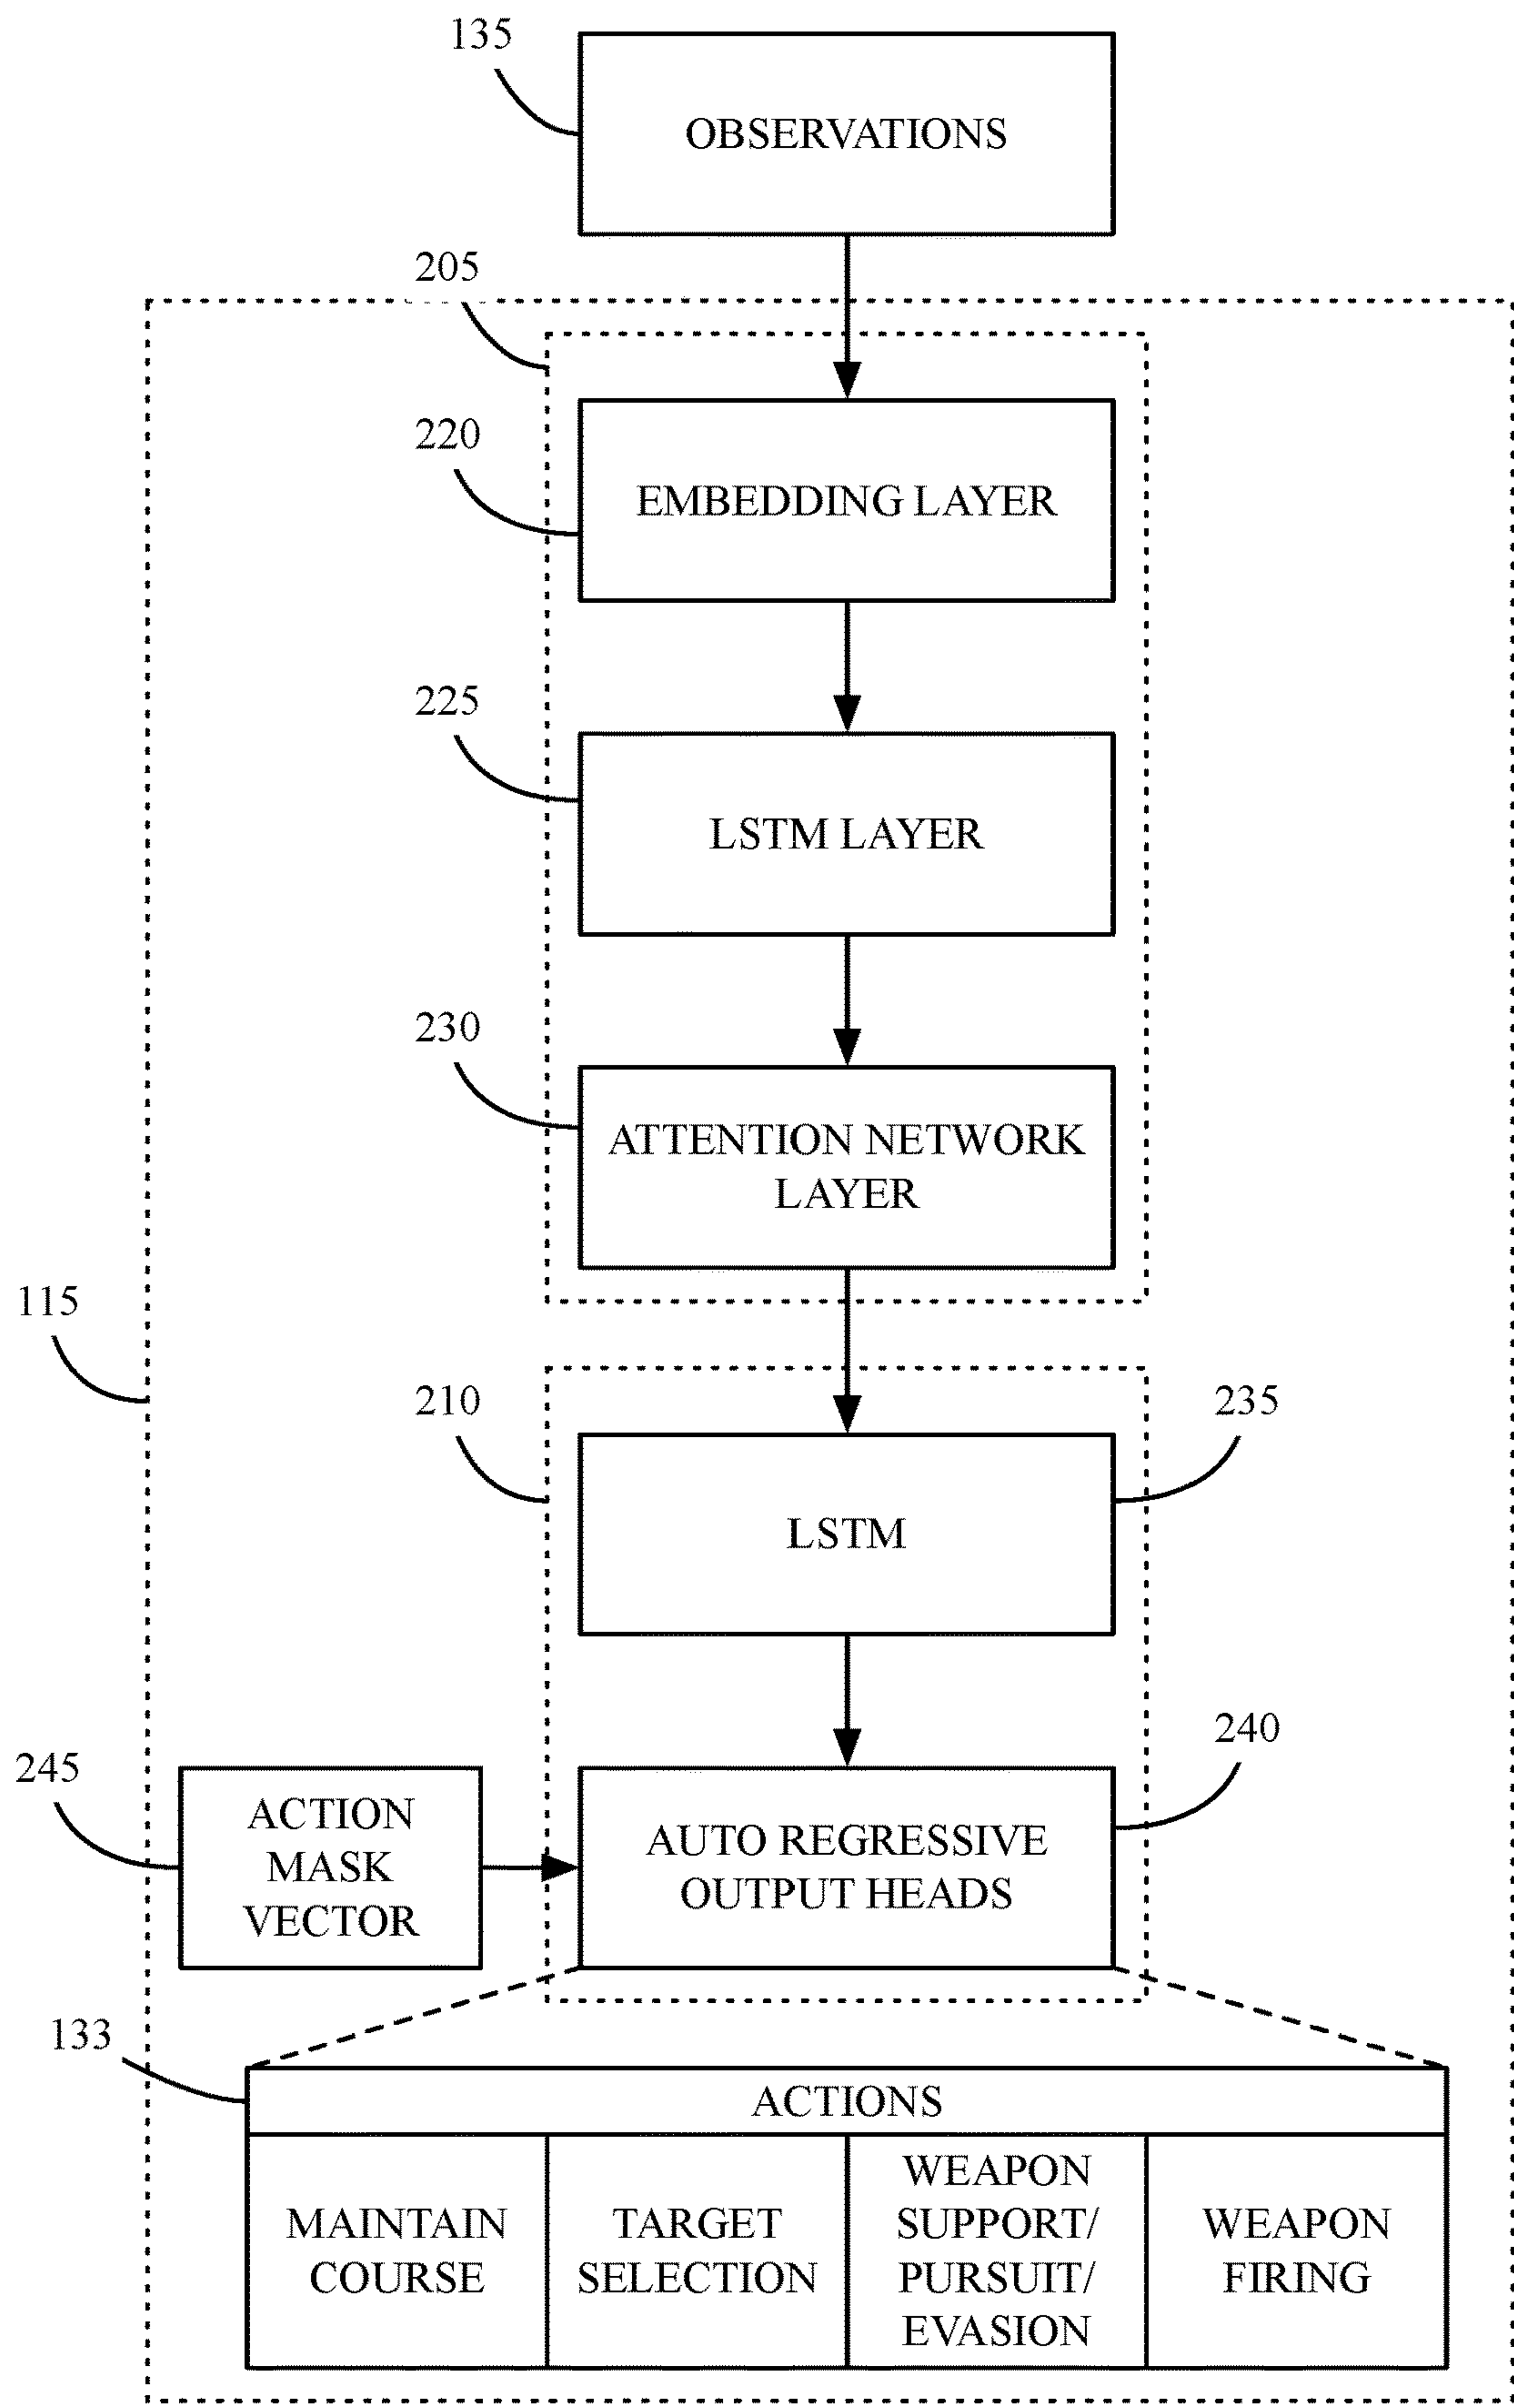 135
OBSERVATIONS
205
220
EMBEDDING LAYER
225
LSTM LAYER
230
ATTENTION NETWORK
LAYER
115
210
235
LSTM
240
245
ACTION
MASK
VECTOR
AUTO REGRESSIVE
OUTPUT HEADS
133
ACTIONS
MAINTAIN
COURSE
TARGET
SELECTION
WEAPON
SUPPORT/
PURSUIT/
EVASION
WEAPON
FIRING